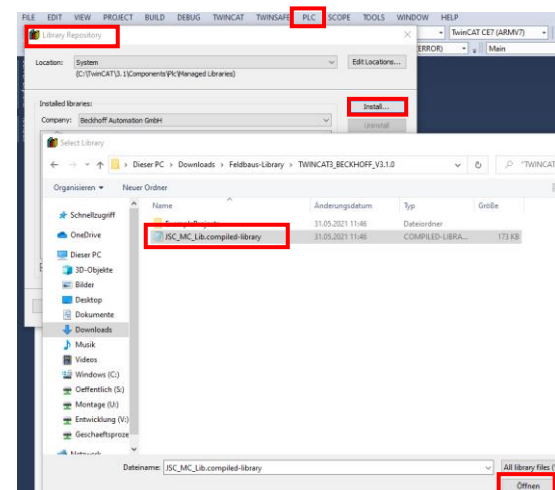 FILE EDIT VIEW PROJECT BUILD DEBUG TWINCAT TWINSAFE PLC SCOPE TOOLS WINDOW HELP
Library Repository
TwinCAT CE7 (ARMV7)
ERROR) Main
Location: System Edit Locations...
(C:\TwinCAT\3.1\Components\Plc\Managed Libraries)
Installed libraries:
Install...
Company: Beckhoff Automation GmbH
Uninstall
Select Library
Dieser PC > Downloads > Feldbaus-Library > TWINCAT3_BECKHOFF_V3.1.0 "TWINCAT
Organisieren Neuer Ordner
Name Änderungsdatum Typ Größe
Schnellzugriff
31.05.2021 11:46 Dateiordner
OneDrive
JSC_MC_Lib.compiled-library 31.05.2021 11:46 COMPILED-LIBRA... 173 KB
Dieser PC
3D-Objekte
Bilder
Desktop
Dokumente
Downloads
Musik
Videos
Windows (C:)
Oeffentlich (S:)
Montage (U:)
Entwicklung (V:)
Geschaeftsproze
Dateiname: JSC_MC_Lib.compiled-library All library files (
Öffnen